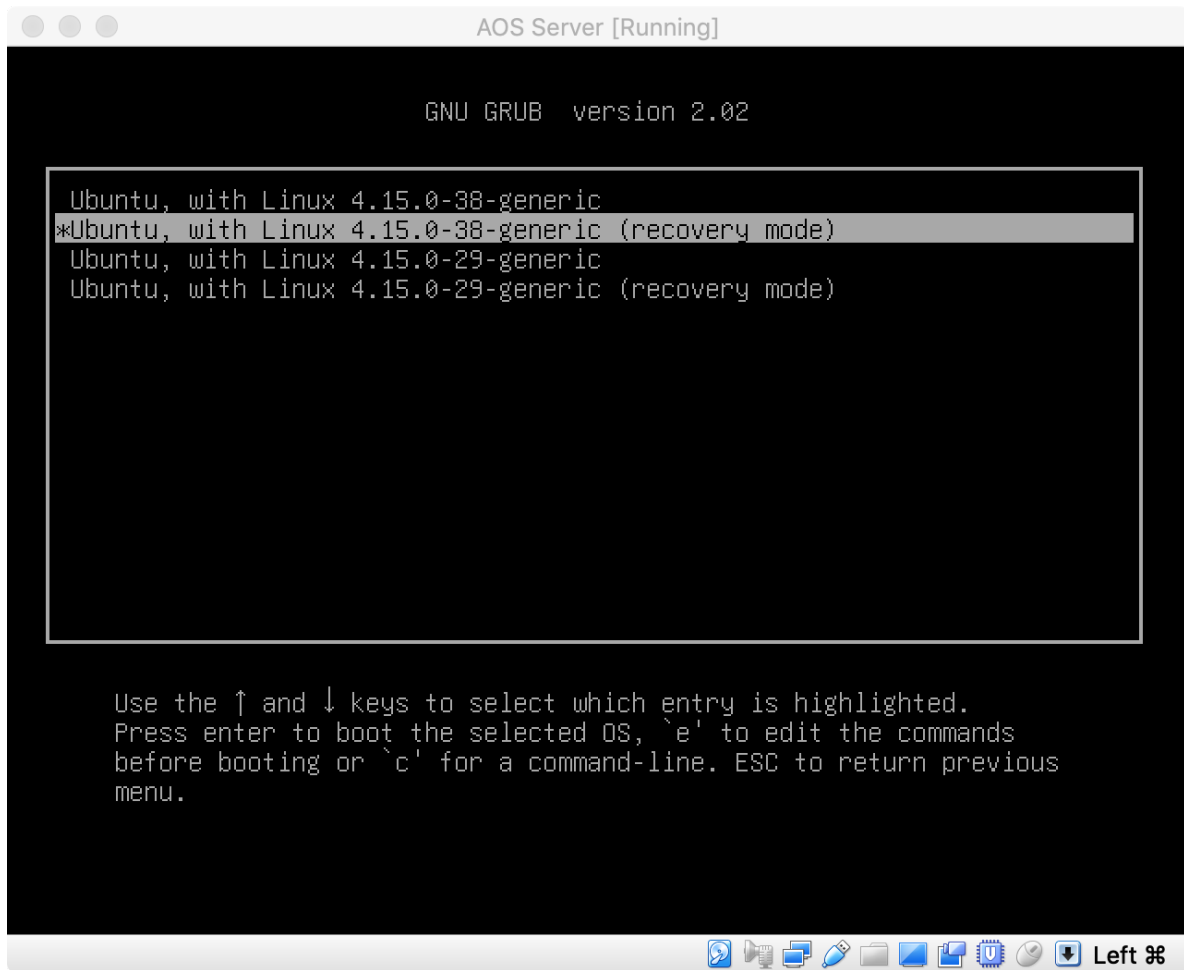 AOS Server [Running]
GNU GRUB  version 2.02
Ubuntu, with Linux 4.15.0-38-generic
*Ubuntu, with Linux 4.15.0-38-generic (recovery mode)
Ubuntu, with Linux 4.15.0-29-generic
Ubuntu, with Linux 4.15.0-29-generic (recovery mode)
Use the ↑ and ↓ keys to select which entry is highlighted.
Press enter to boot the selected OS, `e' to edit the commands
before booting or `c' for a command-line. ESC to return previous
menu.
Left ⌘